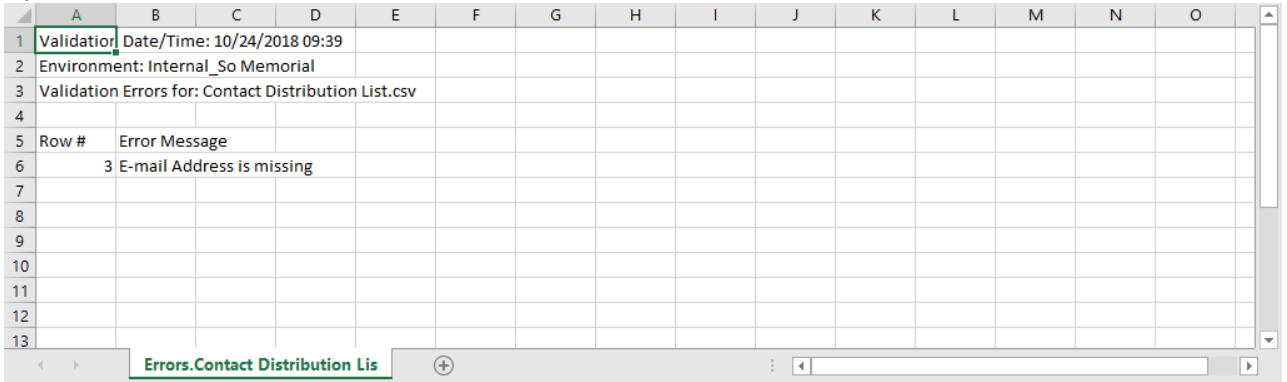 A B C D E F G H I J K L M N O
1 Validation Date/Time: 10/24/2018 09:39
2 Environment: Internal_So Memorial
3 Validation Errors for: Contact Distribution List.csv
4
5 Row # Error Message
6 3 E-mail Address is missing
7
8
9
10
11
12
13
Errors.Contact Distribution Lis